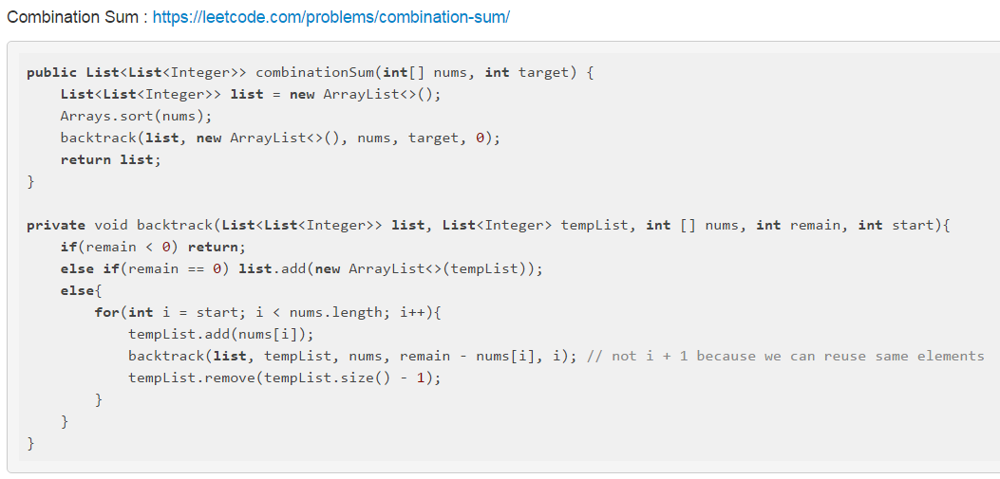 Combination Sum : https://leetcode.com/problems/combination-sum/
public List<List<Integer>> combinationSum(int[] nums, int target) {
    List<List<Integer>> list = new ArrayList<>();
    Arrays.sort(nums);
    backtrack(list, new ArrayList<>(), nums, target, 0);
    return list;
}

private void backtrack(List<List<Integer>> list, List<Integer> tempList, int [] nums, int remain, int start){
    if(remain < 0) return;
    else if(remain == 0) list.add(new ArrayList<>(tempList));
    else{
        for(int i = start; i < nums.length; i++){
            tempList.add(nums[i]);
            backtrack(list, tempList, nums, remain - nums[i], i); // not i + 1 because we can reuse same elements
            tempList.remove(tempList.size() - 1);
        }
    }
}